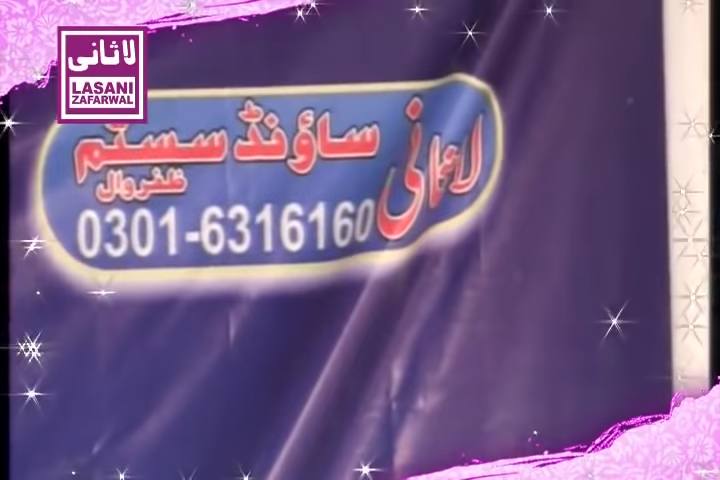 لاثانی
LASANI
ZAFARWAL
لاثانی ساؤنڈ سسٹم
ظفروال
0301-6316160